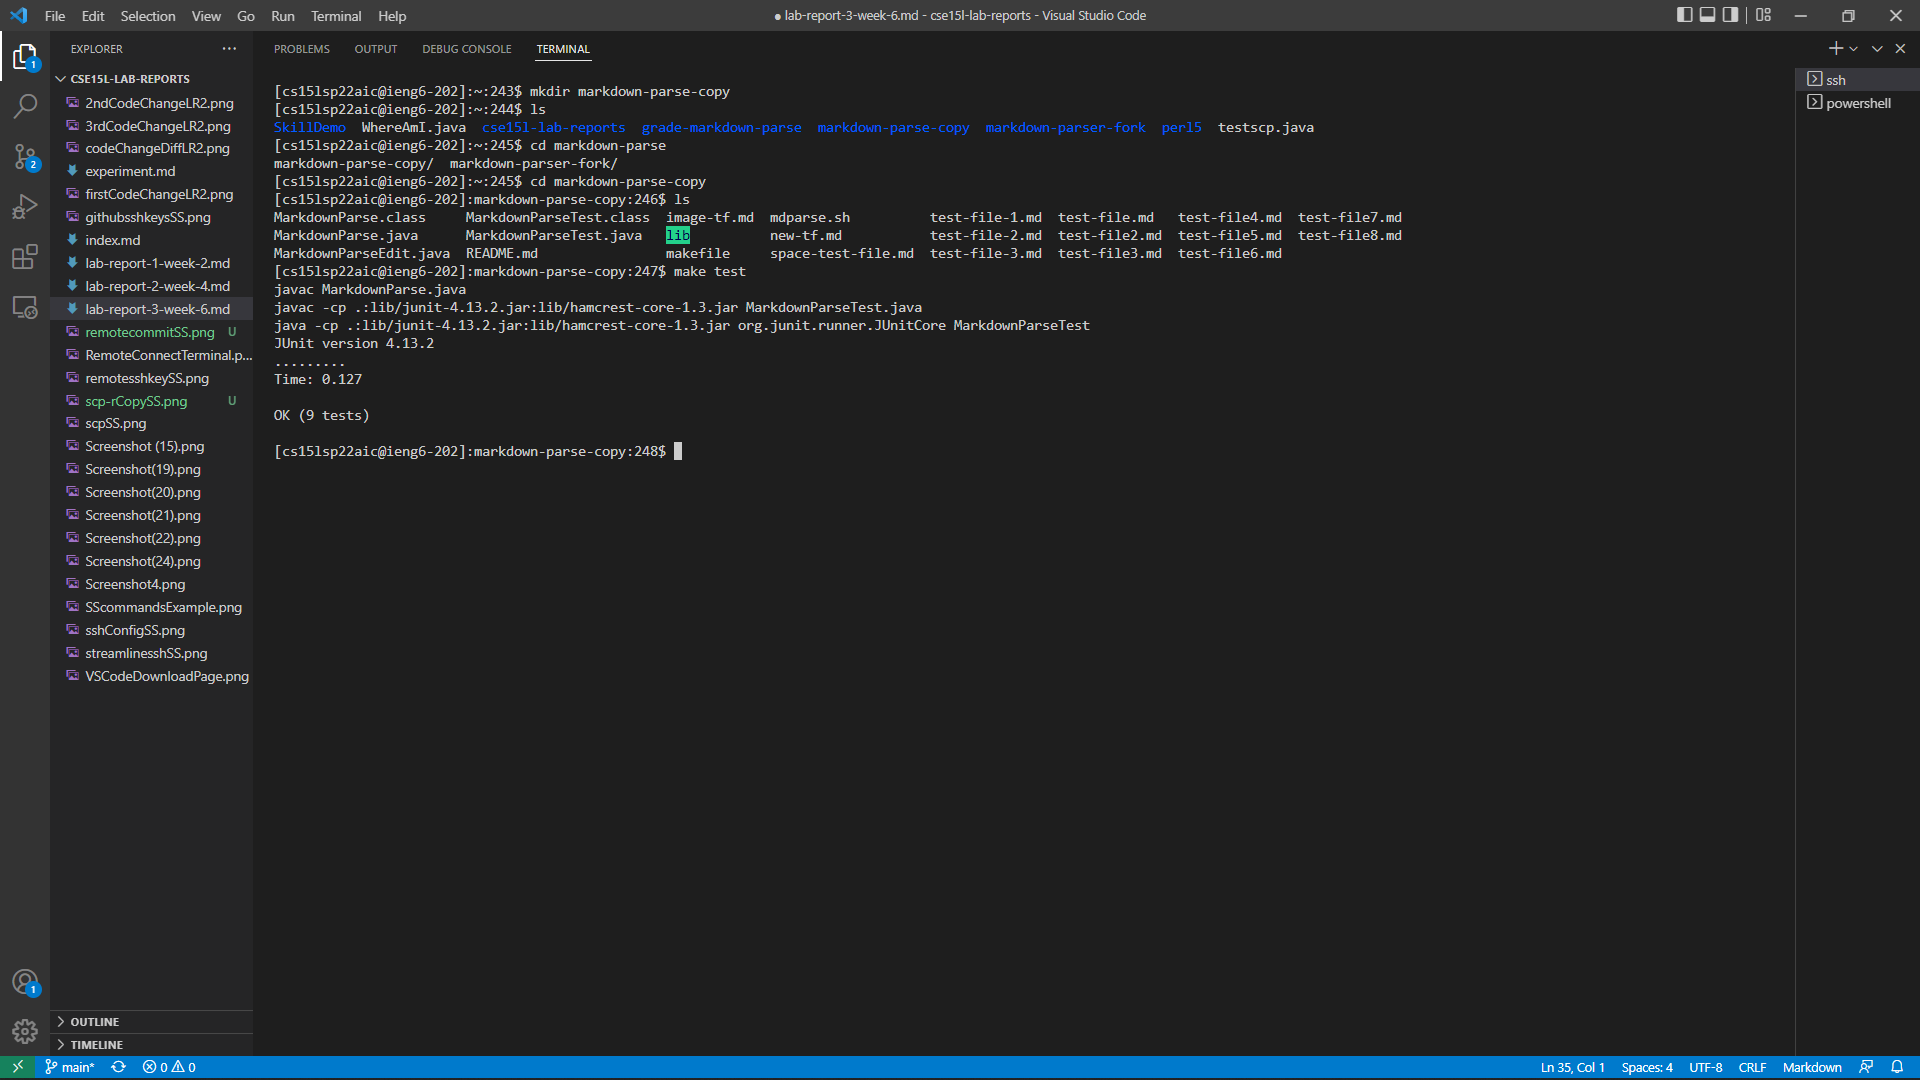 File Edit Selection View Go Run Terminal Help
● lab-report-3-week-6.md - cse15l-lab-reports - Visual Studio Code
EXPLORER
CSE15L-LAB-REPORTS
2ndCodeChangeLR2.png
3rdCodeChangeLR2.png
codeChangeDiffLR2.png
experiment.md
firstCodeChangeLR2.png
githubsshkeysSS.png
index.md
lab-report-1-week-2.md
lab-report-2-week-4.md
lab-report-3-week-6.md
remotecommitSS.png U
RemoteConnectTerminal.p...
remotesshkeySS.png
scp-rCopySS.png U
scpSS.png
Screenshot (15).png
Screenshot(19).png
Screenshot(20).png
Screenshot(21).png
Screenshot(22).png
Screenshot(24).png
Screenshot4.png
SScommandsExample.png
sshConfigSS.png
streamlinesshSS.png
VSCodeDownloadPage.png
OUTLINE
TIMELINE
1
2
1
PROBLEMS OUTPUT DEBUG CONSOLE TERMINAL
[cs15lsp22aic@ieng6-202]:~:243$ mkdir markdown-parse-copy
[cs15lsp22aic@ieng6-202]:~:244$ ls
SkillDemo WhereAmI.java cse15l-lab-reports grade-markdown-parse markdown-parse-copy markdown-parser-fork perl5 testscp.java
[cs15lsp22aic@ieng6-202]:~:245$ cd markdown-parse
markdown-parse-copy/ markdown-parser-fork/
[cs15lsp22aic@ieng6-202]:~:245$ cd markdown-parse-copy
[cs15lsp22aic@ieng6-202]:markdown-parse-copy:246$ ls
MarkdownParse.class MarkdownParseTest.class image-tf.md mdparse.sh test-file-1.md test-file.md test-file4.md test-file7.md
MarkdownParse.java MarkdownParseTest.java lib new-tf.md test-file-2.md test-file2.md test-file5.md test-file8.md
MarkdownParseEdit.java README.md makefile space-test-file.md test-file-3.md test-file3.md test-file6.md
[cs15lsp22aic@ieng6-202]:markdown-parse-copy:247$ make test
javac MarkdownParse.java
javac -cp .:lib/junit-4.13.2.jar:lib/hamcrest-core-1.3.jar MarkdownParseTest.java
java -cp .:lib/junit-4.13.2.jar:lib/hamcrest-core-1.3.jar org.junit.runner.JUnitCore MarkdownParseTest
JUnit version 4.13.2
.........
Time: 0.127
OK (9 tests)
[cs15lsp22aic@ieng6-202]:markdown-parse-copy:248$
ssh
powershell
main* 0 0
Ln 35, Col 1 Spaces: 4 UTF-8 CRLF Markdown